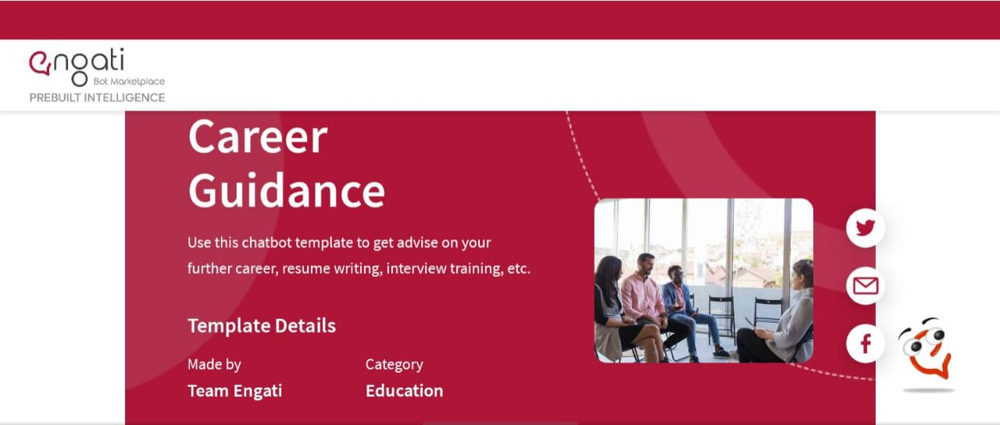 engati
Bot Marketplace
PREBUILT INTELLIGENCE
Career
Guidance
Use this chatbot template to get advise on your
further career, resume writing, interview training, etc.
Template Details
Made by
Category
Team Engati
Education